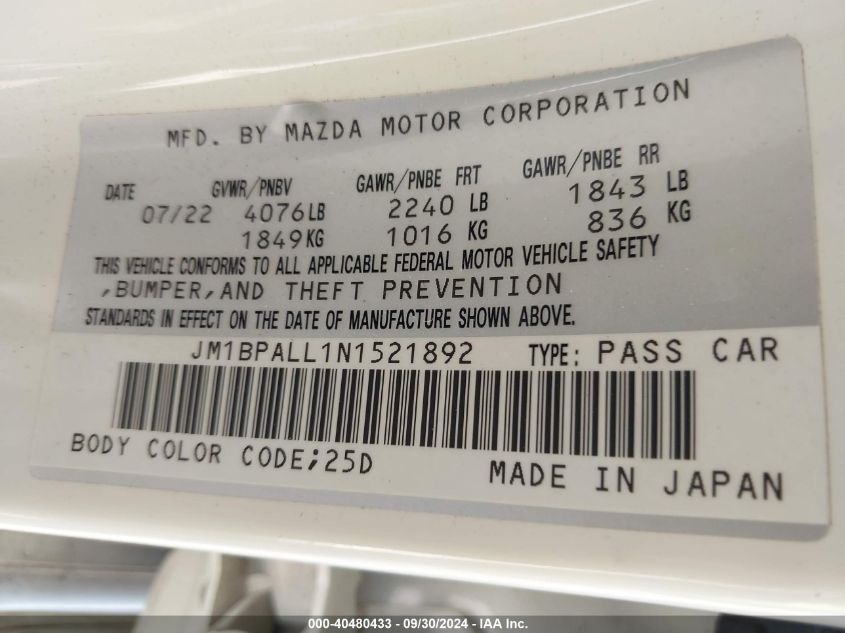 MFD. BY MAZDA MOTOR CORPORATION
DATE GVWR/PNBV GAWR/PNBE FRT GAWR/PNBE RR
07/22 4076LB 2240 LB 1843 LB
1849KG 1016 KG 836 KG
THIS VEHICLE CONFORMS TO ALL APPLICABLE FEDERAL MOTOR VEHICLE SAFETY
,BUMPER,AND THEFT PREVENTION
STANDARDS IN EFFECT ON THE DATE OF MANUFACTURE SHOWN ABOVE.
JM1BPALL1N1521892 TYPE: PASS CAR
BODY COLOR CODE;25D MADE IN JAPAN
000-40480433 - 09/30/2024 - IAA Inc.